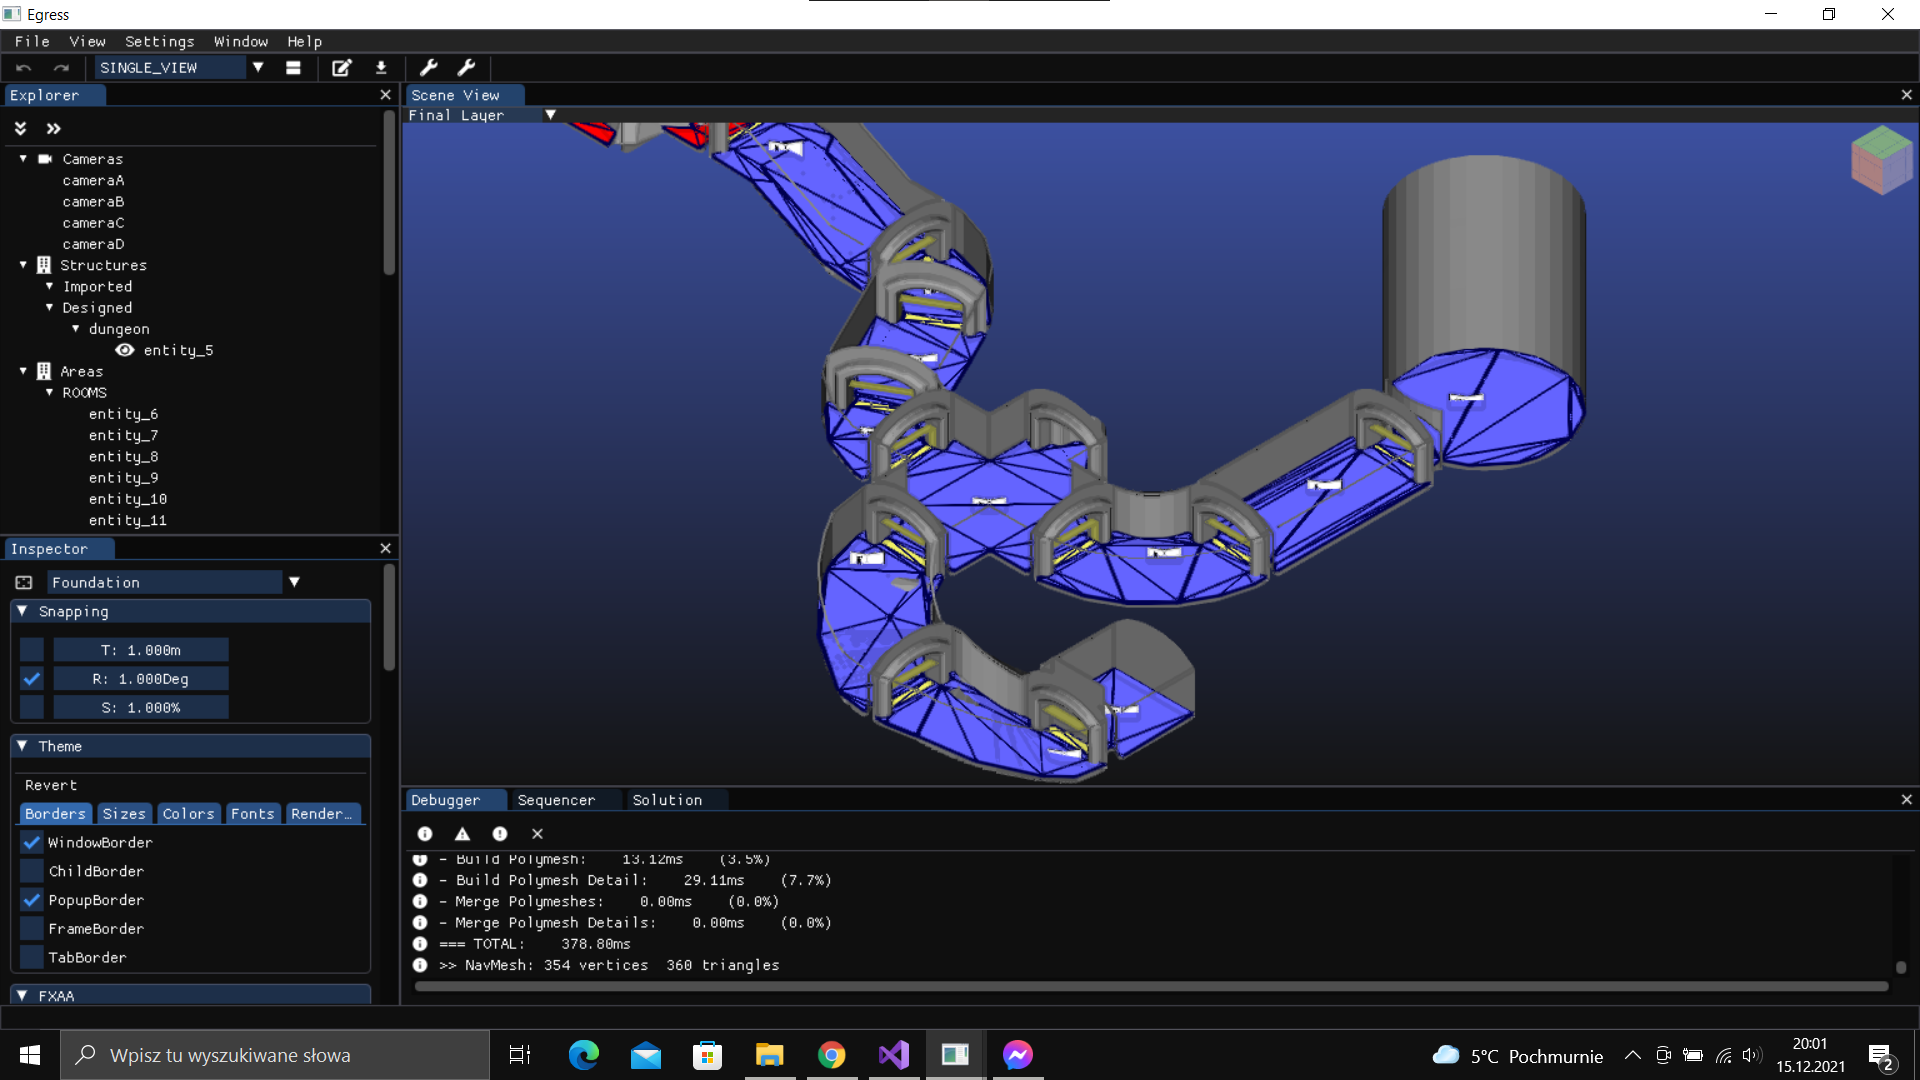 Egress
File View Settings Window Help
SINGLE_VIEW
Explorer
Cameras
cameraA
cameraB
cameraC
cameraD
Structures
Imported
Designed
dungeon
entity_5
Areas
ROOMS
entity_6
entity_7
entity_8
entity_9
entity_10
entity_11
Inspector
Foundation
Snapping
T: 1.000m
R: 1.000Deg
S: 1.000%
Theme
Revert
Borders Sizes Colors Fonts Render…
WindowBorder
ChildBorder
PopupBorder
FrameBorder
TabBorder
FXAA
Scene View
Final Layer
Debugger Sequencer Solution
- Build Polymesh: 13.12ms (3.5%)
- Build Polymesh Detail: 29.11ms (7.7%)
- Merge Polymeshes: 0.00ms (0.0%)
- Merge Polymesh Details: 0.00ms (0.0%)
=== TOTAL: 378.80ms
>> NavMesh: 354 vertices 360 triangles
Wpisz tu wyszukiwane słowa
5°C Pochmurnie
20:01
15.12.2021
2